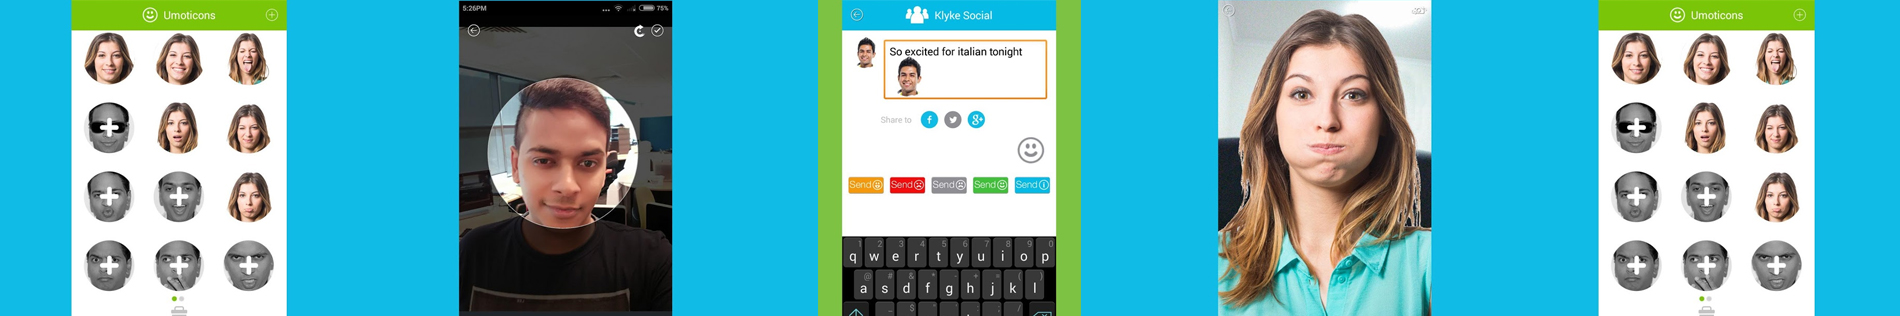 Umoticons
5:26PM
75%
Klyke Social
So excited for italian tonight
Share to
f
g+
Send
Send
Send
Send
Send
1 2 3 4 5 6 7 8 9 0
q w e r t y u i o p
@ # & * - + = ( )
a s d f g h j k l
Umoticons